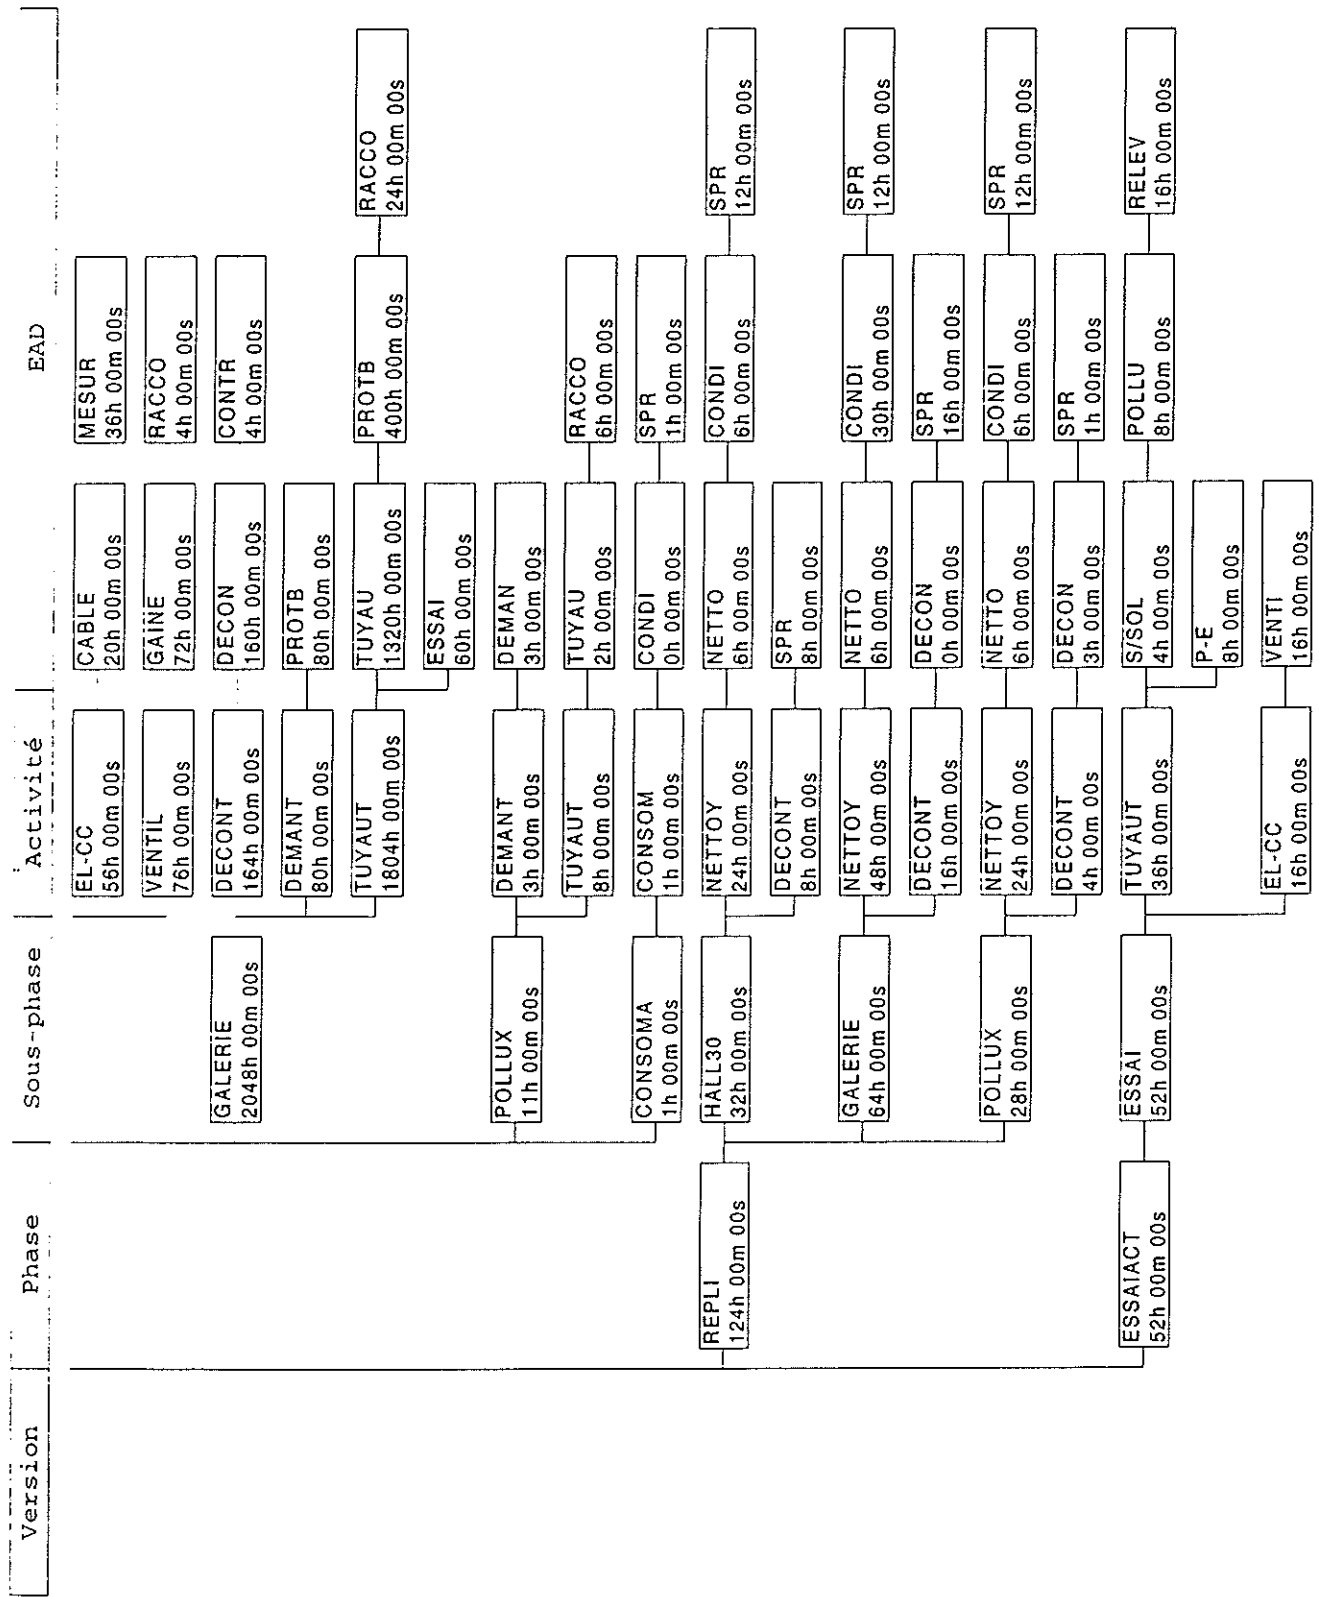 Version
Phase
Sous-phase
Activité
EAD
EL-CC
56h 00m 00s
CABLE
20h 00m 00s
MESUR
36h 00m 00s
VENTIL
76h 00m 00s
GAINE
72h 00m 00s
RACCO
4h 00m 00s
GALERIE
2048h 00m 00s
DECONT
164h 00m 00s
DECON
160h 00m 00s
CONTR
4h 00m 00s
DEMANT
80h 00m 00s
PROTB
80h 00m 00s
TUYAUT
1804h 00m 00s
TUYAU
1320h 00m 00s
PROTB
400h 00m 00s
RACCO
24h 00m 00s
ESSAI
60h 00m 00s
POLLUX
11h 00m 00s
DEMANT
3h 00m 00s
DEMAN
3h 00m 00s
TUYAUT
8h 00m 00s
TUYAU
2h 00m 00s
RACCO
6h 00m 00s
CONSOMA
1h 00m 00s
CONSOM
1h 00m 00s
CONDI
0h 00m 00s
SPR
1h 00m 00s
REPLI
124h 00m 00s
HALL30
32h 00m 00s
NETTOY
24h 00m 00s
NETTO
6h 00m 00s
CONDI
6h 00m 00s
SPR
12h 00m 00s
DECONT
8h 00m 00s
SPR
8h 00m 00s
GALERIE
64h 00m 00s
NETTOY
48h 00m 00s
NETTO
6h 00m 00s
CONDI
30h 00m 00s
SPR
12h 00m 00s
DECONT
16h 00m 00s
DECON
0h 00m 00s
SPR
16h 00m 00s
POLLUX
28h 00m 00s
NETTOY
24h 00m 00s
NETTO
6h 00m 00s
CONDI
6h 00m 00s
SPR
12h 00m 00s
DECONT
4h 00m 00s
DECON
3h 00m 00s
SPR
1h 00m 00s
ESSAIACT
52h 00m 00s
ESSAI
52h 00m 00s
TUYAUT
36h 00m 00s
S/SOL
4h 00m 00s
POLLU
8h 00m 00s
RELEV
16h 00m 00s
P-E
8h 00m 00s
EL-CC
16h 00m 00s
VENTI
16h 00m 00s